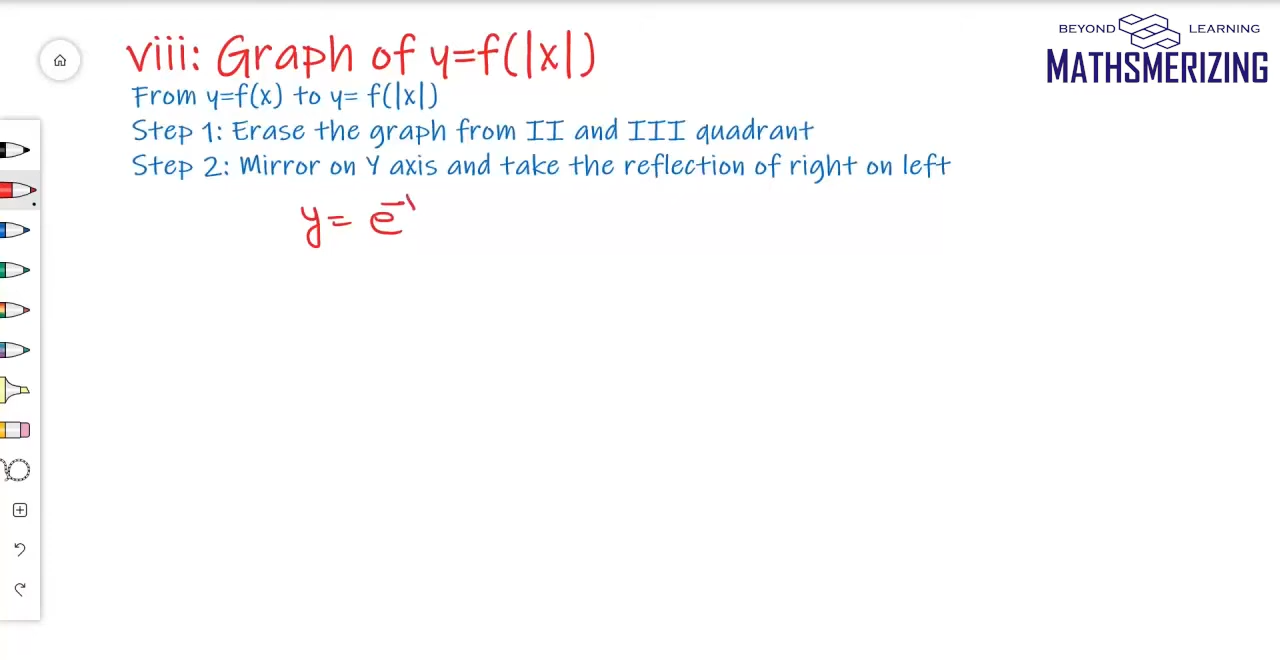 BEYOND LEARNING
MATHSMERIZING
viii: Graph of y=f(|x|)
From y=f(x) to y= f(|x|)
Step 1: Erase the graph from II and III quadrant
Step 2: Mirror on Y axis and take the reflection of right on left
y= e^-1